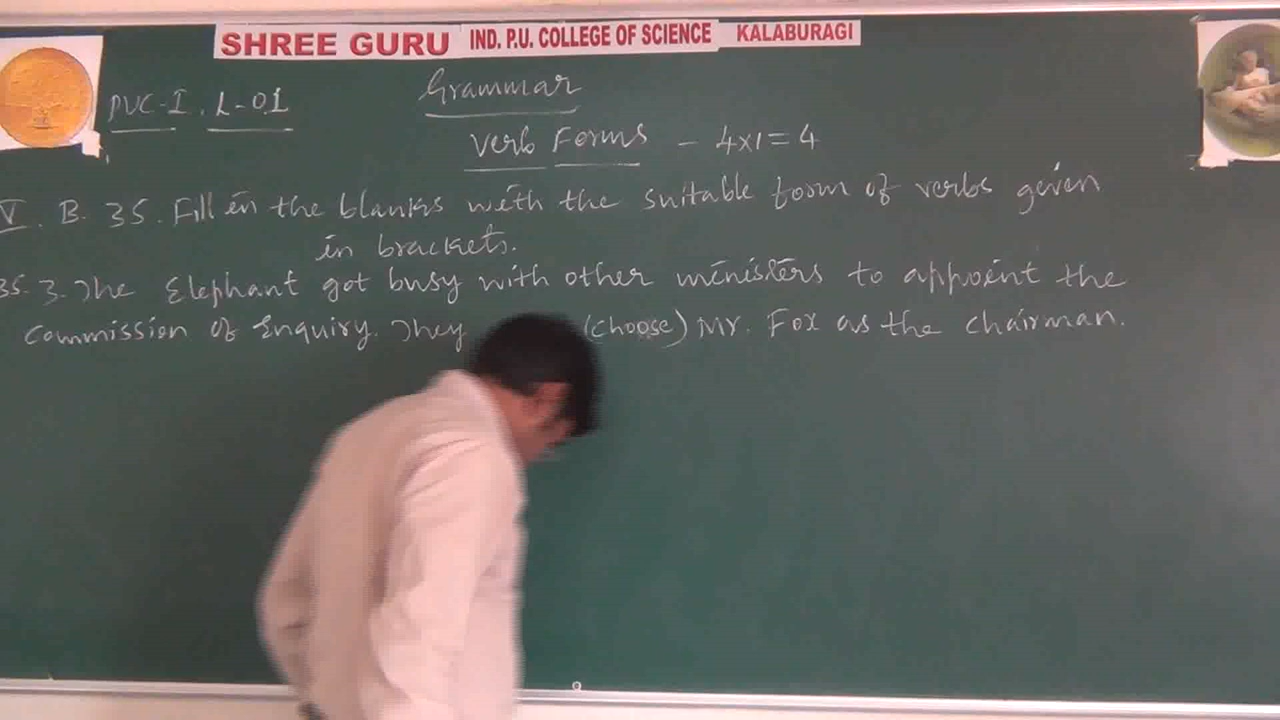 SHREE GURU IND. P.U. COLLEGE OF SCIENCE KALABURAGI
PUC-I, L-01
Grammar
Verb Forms - 4x1=4
V. B. 35. Fill in the blanks with the suitable form of verbs given
in brackets.
35. 3. The Elephant got busy with other ministers to appoint the
Commission of Enquiry. They (choose) Mr. Fox as the chairman.